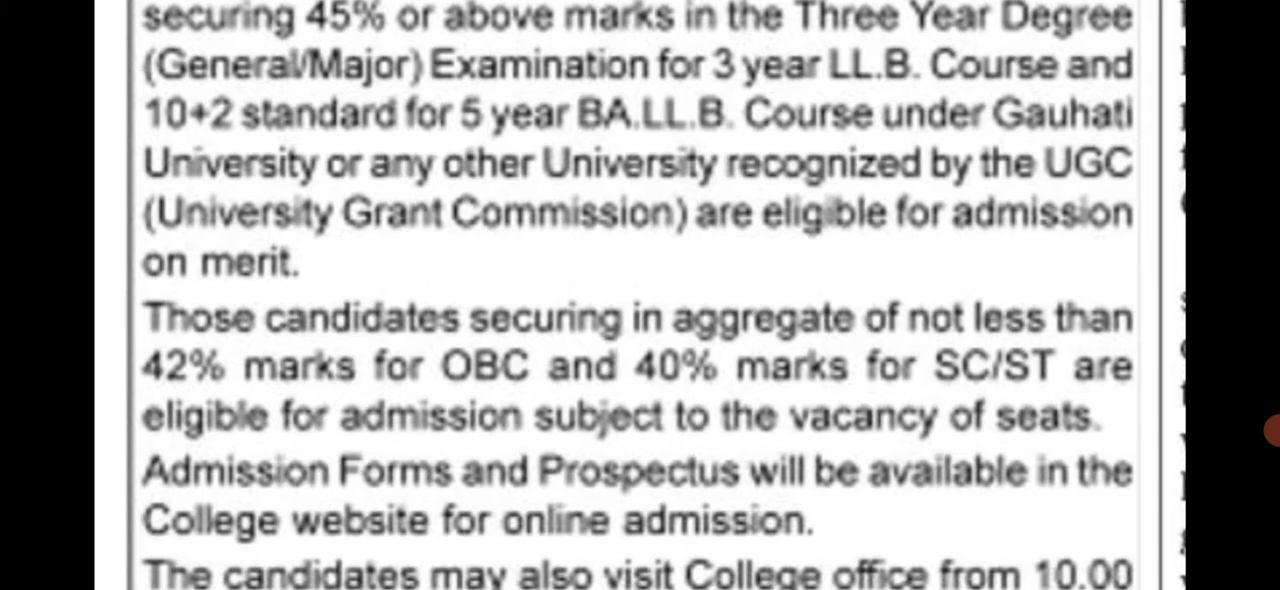 securing 45% or above marks in the Three Year Degree
(General/Major) Examination for 3 year LL.B. Course and
10+2 standard for 5 year BA.LL.B. Course under Gauhati
University or any other University recognized by the UGC
(University Grant Commission) are eligible for admission
on merit.
Those candidates securing in aggregate of not less than
42% marks for OBC and 40% marks for SC/ST are
eligible for admission subject to the vacancy of seats.
Admission Forms and Prospectus will be available in the
College website for online admission.
The candidates may also visit College office from 10.00